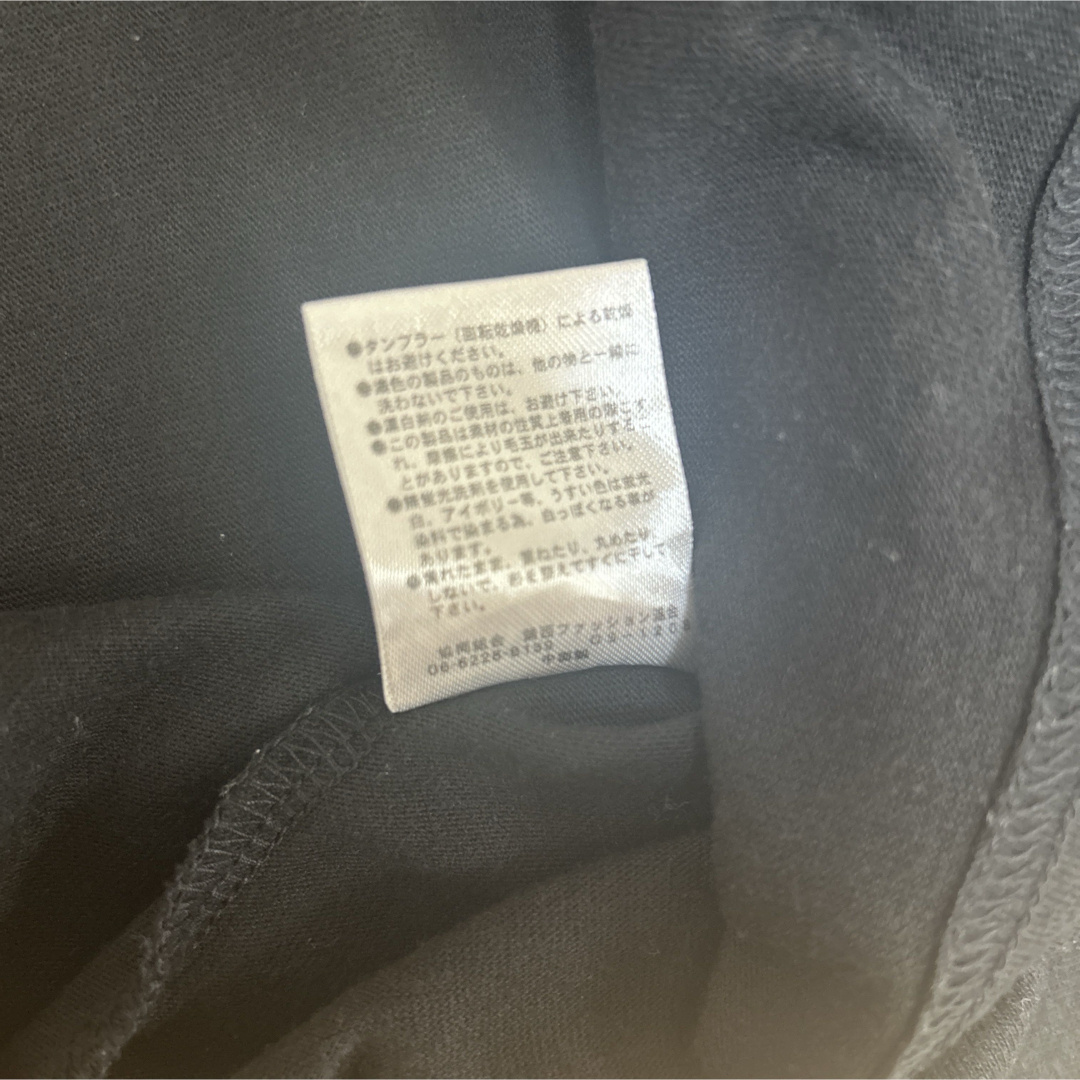 ●タンブラー(回転乾燥機)による乾燥
はお避けください。
●濃色の製品のものは、他の物と一緒に
洗わないで下さい。
●漂白剤のご使用は、お避け下さい。
●この製品は素材の性質上着用の際こす
れ、摩擦により毛玉が出来たりするこ
とがありますので、ご注意下さい。
●無蛍光洗剤を使用して下さい。
白、アイボリー等、うすい色は蛍光
染料で染まる為、白っぽくなる事が
あります。
●濡れたまま、重ねたり、丸めたり
しないで、形を整えてすぐに干して
下さい。
協同組合 関西ファッション連合
06-6228-
中国製